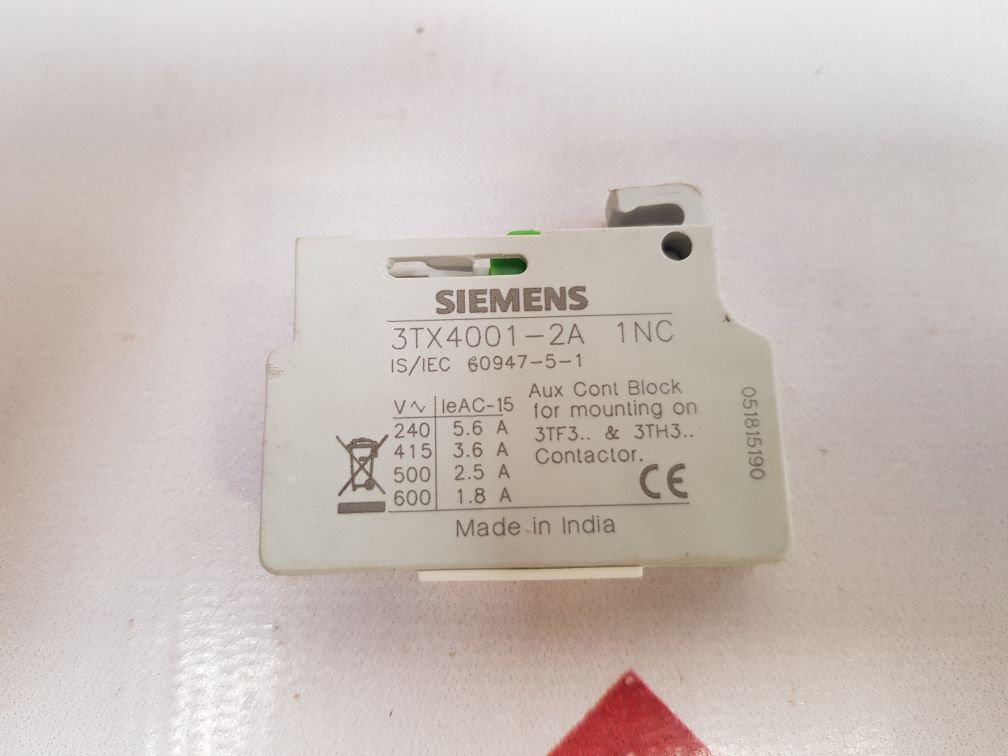 SIEMENS
3TX4001-2A 1NC
IS/IEC 60947-5-1
V∿ IeAC-15
240 5.6 A
415 3.6 A
500 2.5 A
600 1.8 A
Aux Cont Block
for mounting on
3TF3.. & 3TH3..
Contactor.
CE
Made in India
051815190